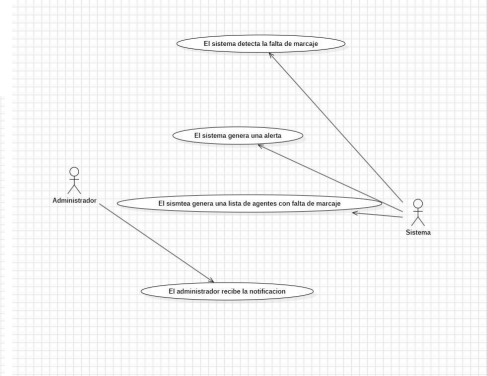 El sistema detecta la falta de marcaje
El sistema genera una alerta
Administrador
El sismtea genera una lista de agentes con falta de marcaje
Sistema
El administrador recibe la notificacion